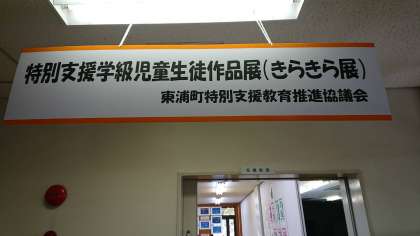 特別支援学級児童生徒作品展(きらきら展)
東浦町特別支援教育推進協議会